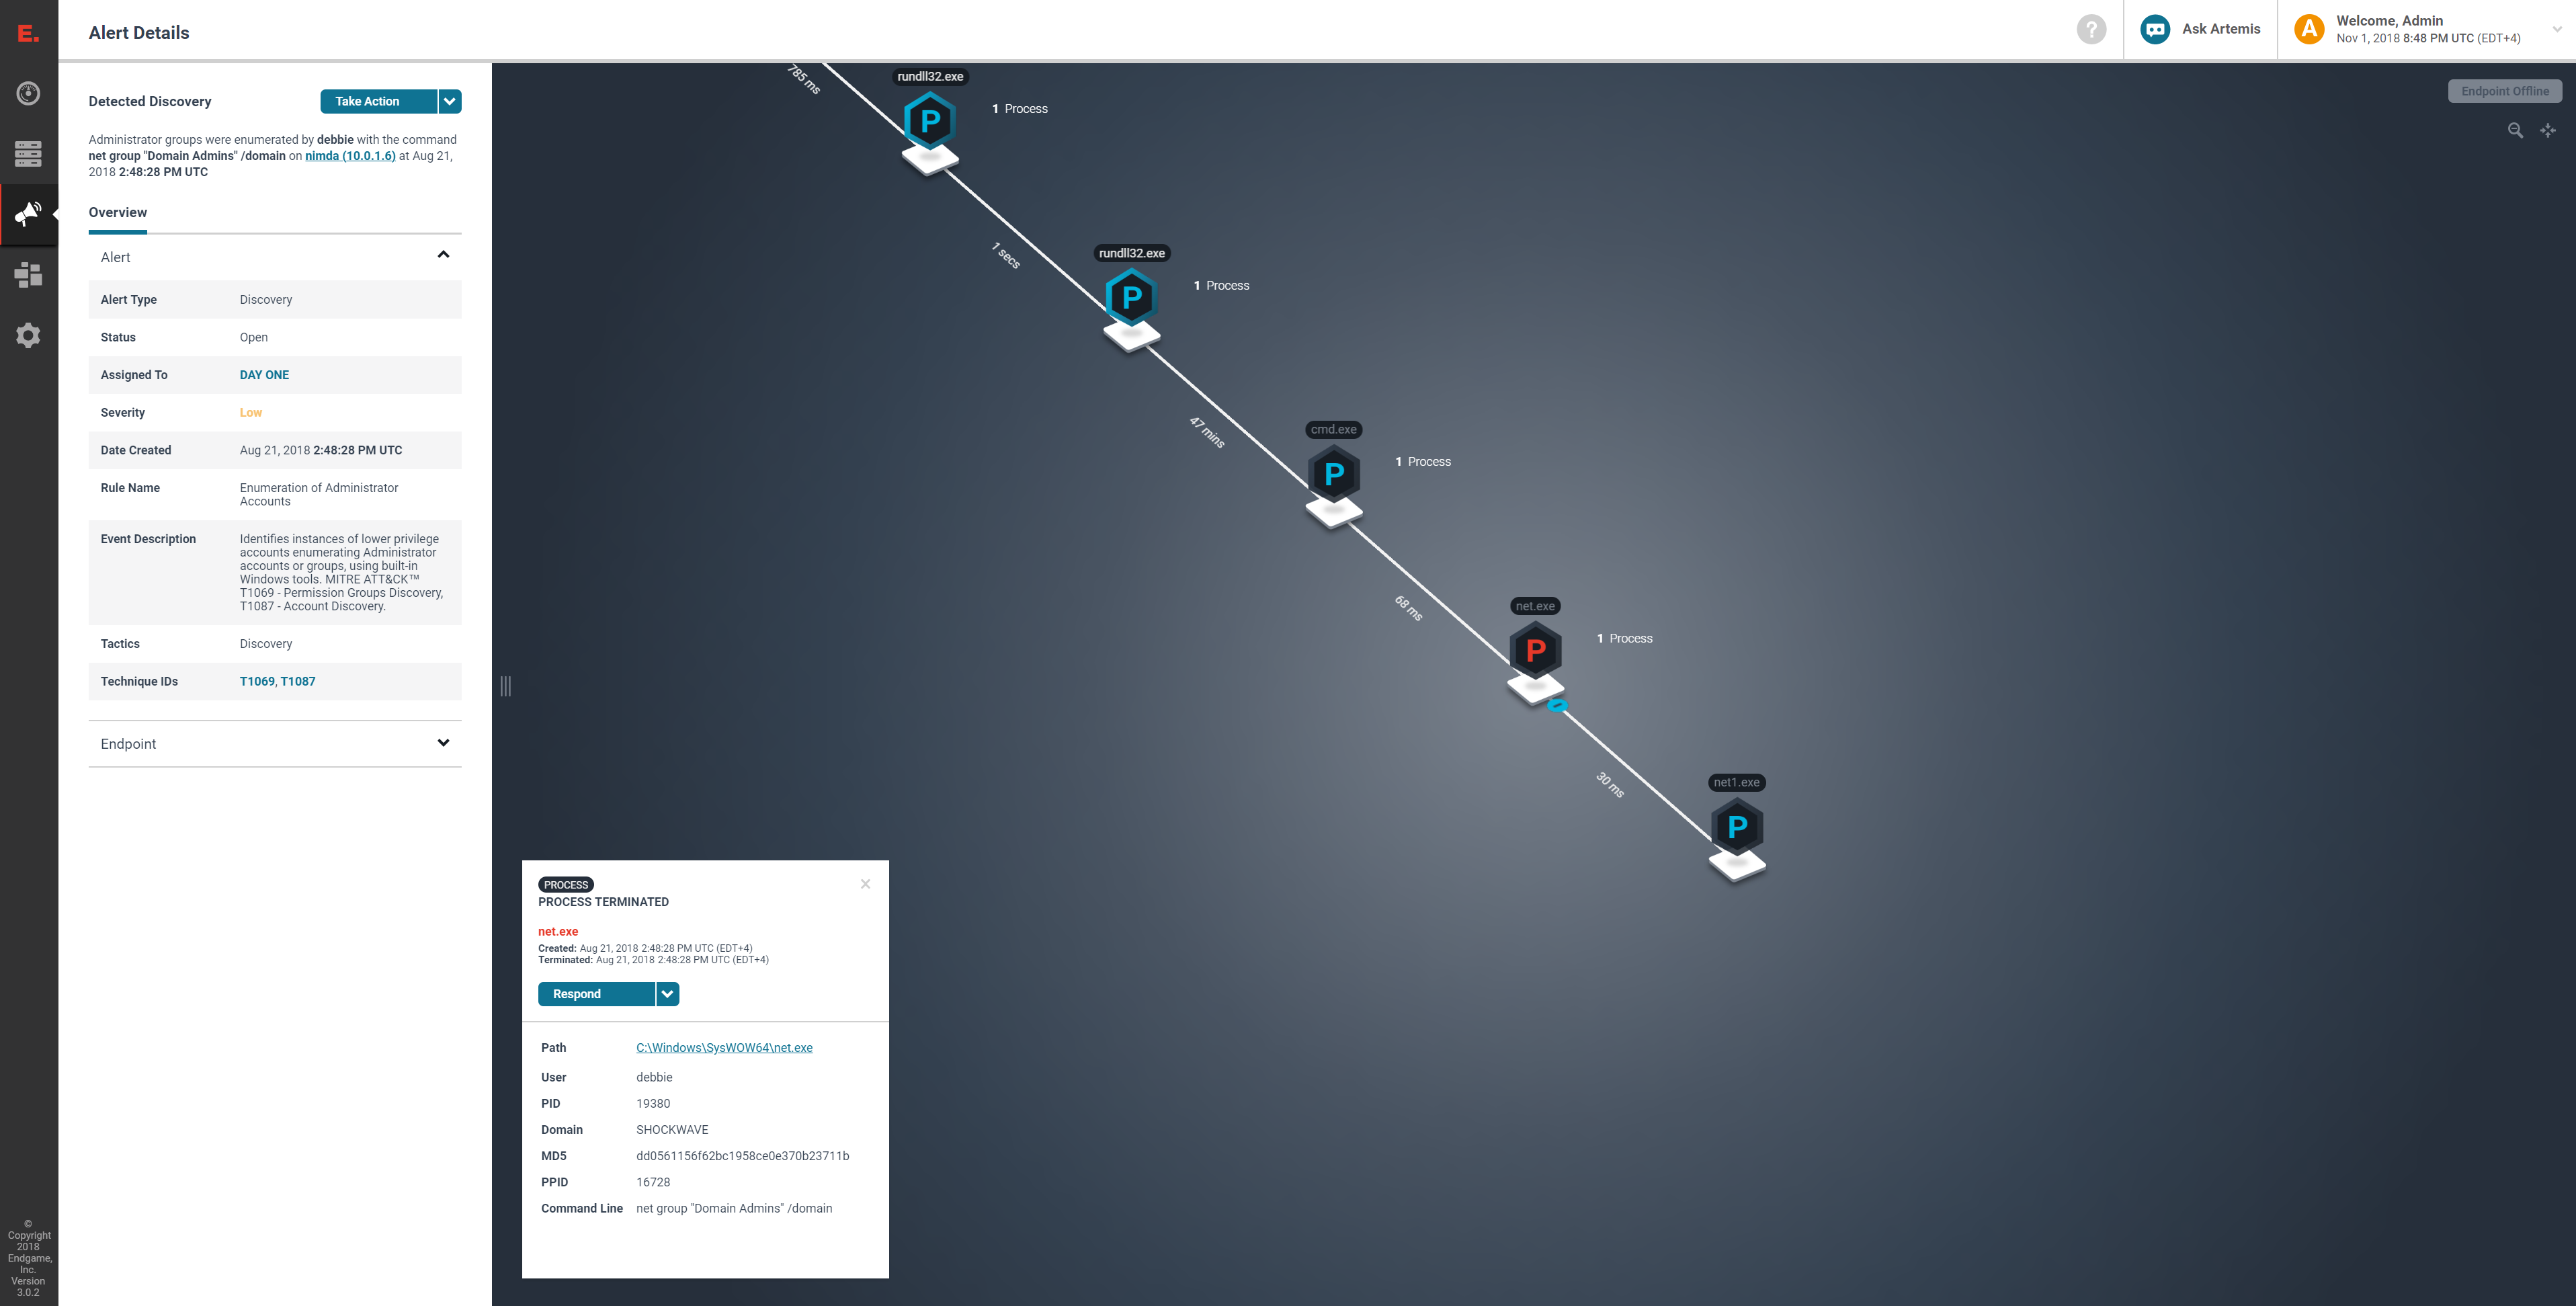 E.
Alert Details
?
Ask Artemis
A
Welcome, Admin
Nov 1, 2018 8:48 PM UTC (EDT+4)
Detected Discovery
Take Action
Administrator groups were enumerated by debbie with the command
net group "Domain Admins" /domain on nimda (10.0.1.6) at Aug 21,
2018 2:48:28 PM UTC
Overview
Alert
Alert Type Discovery
Status Open
Assigned To DAY ONE
Severity Low
Date Created Aug 21, 2018 2:48:28 PM UTC
Rule Name Enumeration of Administrator
Accounts
Event Description Identifies instances of lower privilege
accounts enumerating Administrator
accounts or groups, using built-in
Windows tools. MITRE ATT&CK™
T1069 - Permission Groups Discovery,
T1087 - Account Discovery.
Tactics Discovery
Technique IDs T1069, T1087
Endpoint
© 
Copyright
2018
Endgame,
Inc.
Version
3.0.2
Endpoint Offline
785 ms
rundll32.exe
P
1 Process
1 secs
rundll32.exe
P
1 Process
47 mins
cmd.exe
P
1 Process
68 ms
net.exe
P
1 Process
30 ms
net1.exe
P
PROCESS
PROCESS TERMINATED
net.exe
Created: Aug 21, 2018 2:48:28 PM UTC (EDT+4)
Terminated: Aug 21, 2018 2:48:28 PM UTC (EDT+4)
Respond
Path C:\Windows\SysWOW64\net.exe
User debbie
PID 19380
Domain SHOCKWAVE
MD5 dd0561156f62bc1958ce0e370b23711b
PPID 16728
Command Line net group "Domain Admins" /domain